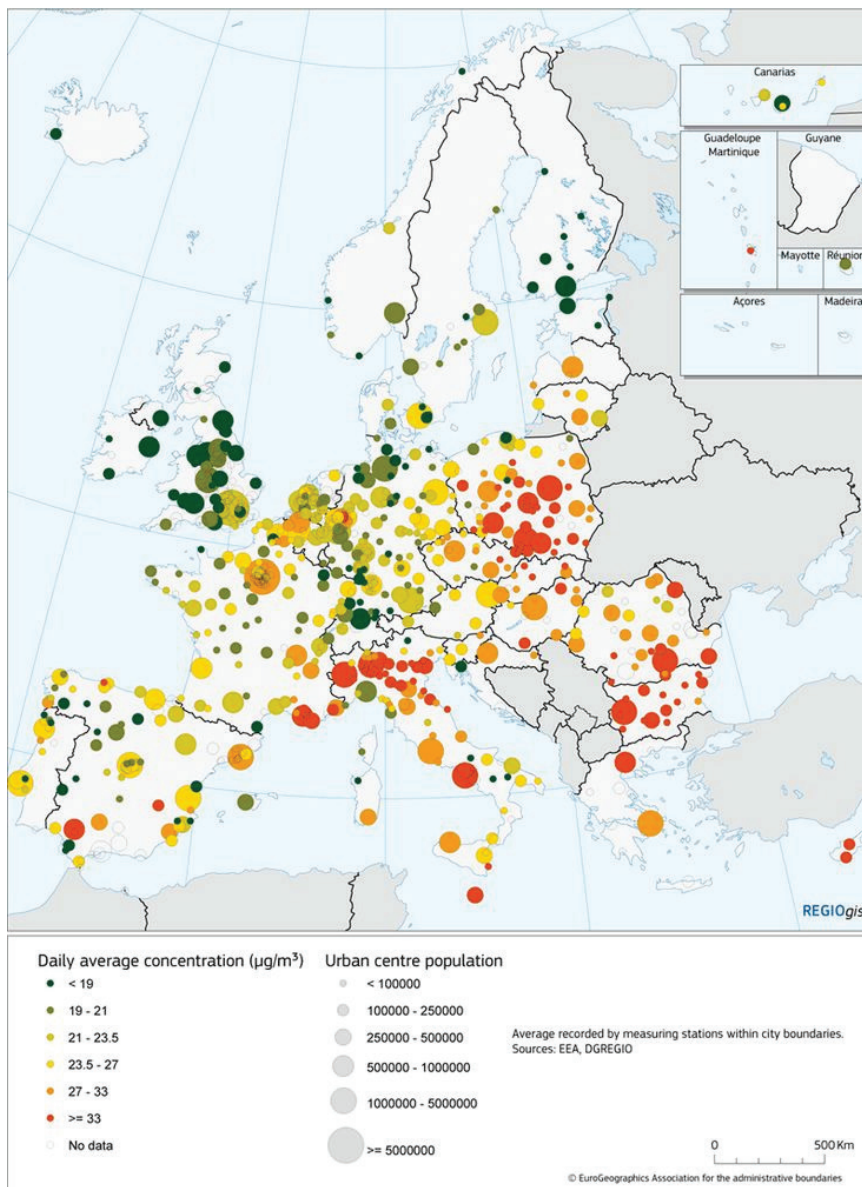 Canarias
Guadeloupe
Martinique
Guyane
Mayotte
Réunion
Açores
Madeira
REGIOgis
Daily average concentration (µg/m³)
< 19
19 - 21
21 - 23.5
23.5 - 27
27 - 33
>= 33
No data
Urban centre population
< 100000
100000 - 250000
250000 - 500000
500000 - 1000000
1000000 - 5000000
>= 5000000
Average recorded by measuring stations within city boundaries.
Sources: EEA, DGREGIO
0 500 Km
© EuroGeographics Association for the administrative boundaries